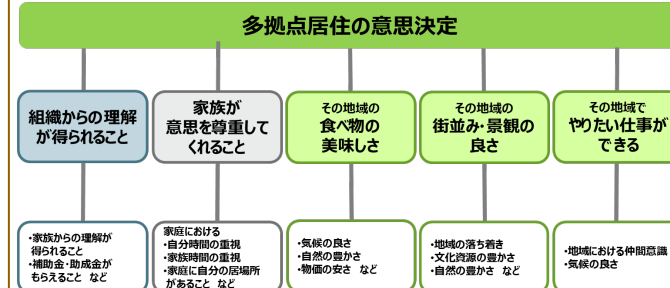 多拠点居住の意思決定
組織からの理解
が得られること
家族が
意思を尊重して
くれること
その地域の
食べ物の
美味しさ
その地域の
街並み・景観の
良さ
その地域で
やりたい仕事が
できる
・家族からの理解が
得られること
・補助金・助成金が
もらえること など
家庭における
・自分時間の重視
・家族時間の重視
・家庭に自分の居場所
があること など
・気候の良さ
・自然の豊かさ
・物価の安さ など
・地域の落ち着き
・文化資源の豊かさ
・自然の豊かさ など
・地域における仲間意識
・気候の良さ